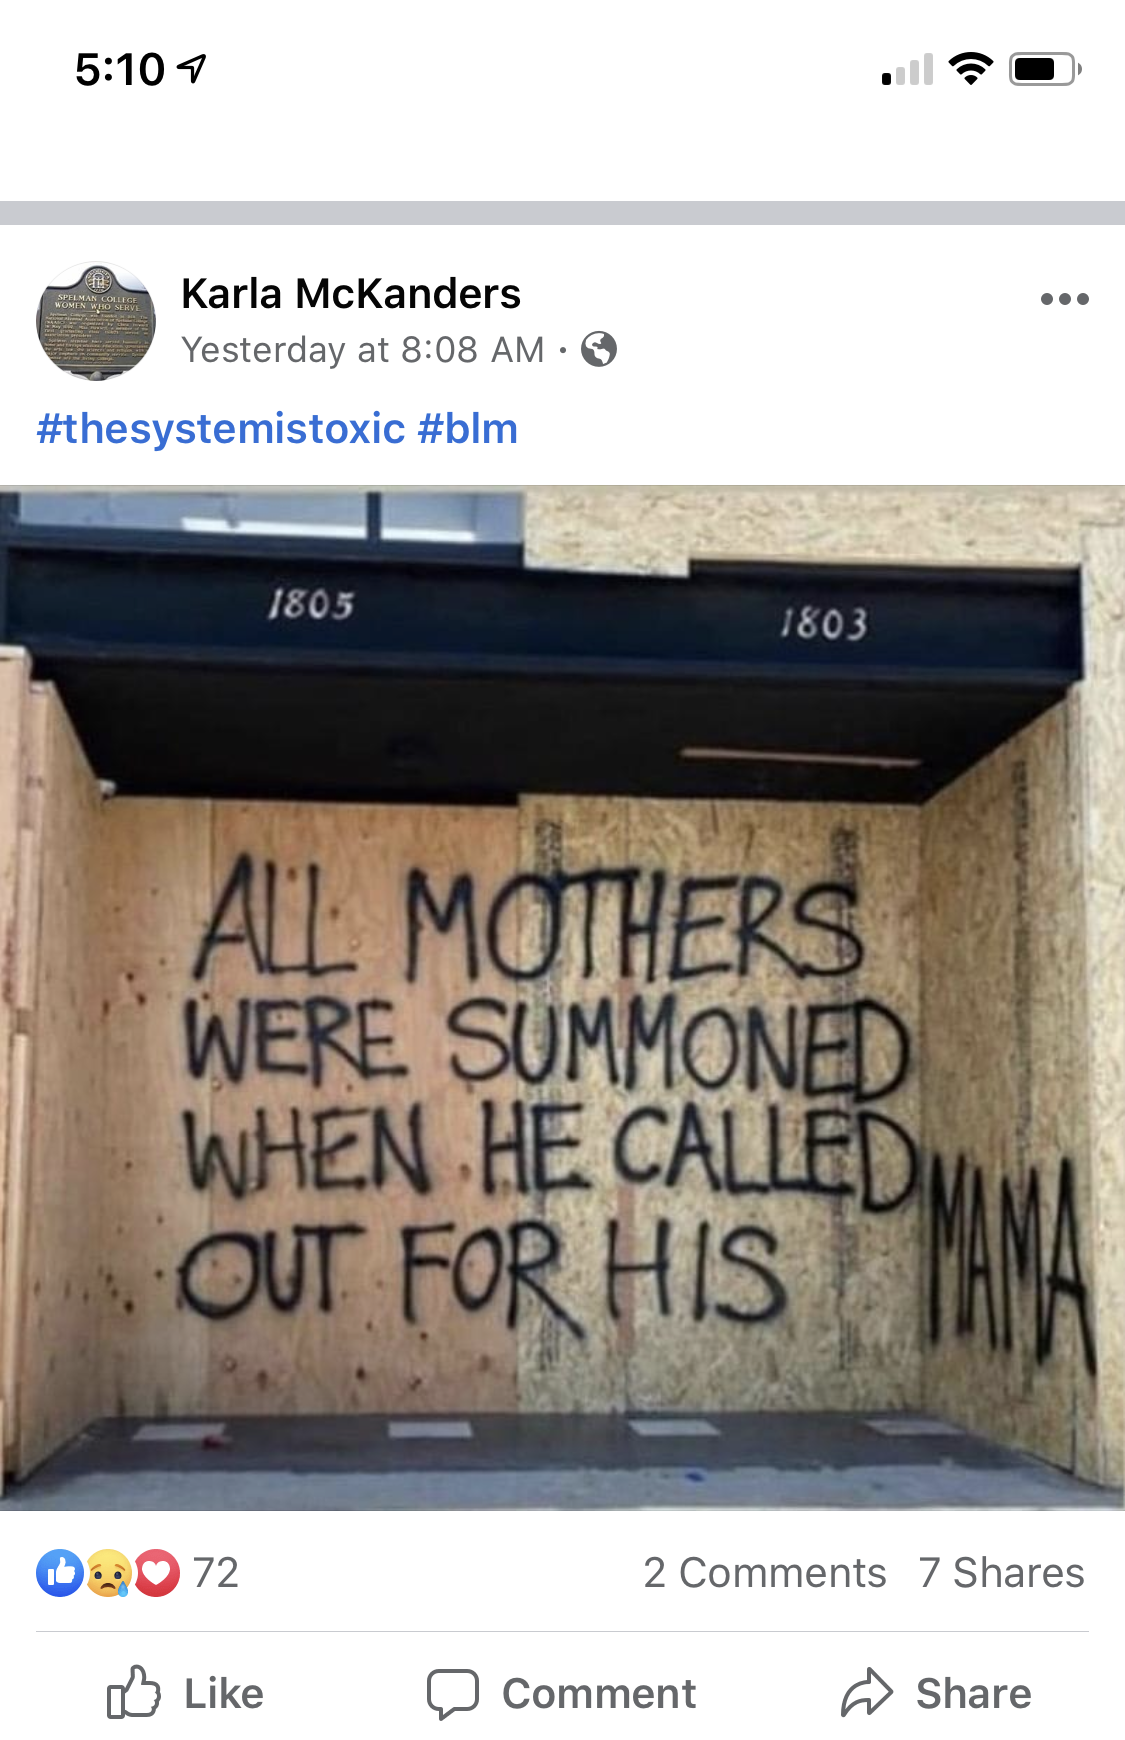 5:10
SPELMAN COLLEGE
WOMEN WHO SERVE
Karla McKanders
Yesterday at 8:08 AM ·
#thesystemistoxic #blm
1805
1803
ALL MOTHERS
WERE SUMMONED
WHEN HE CALLED
OUT FOR HIS MAMA
72
2 Comments 7 Shares
Like
Comment
Share